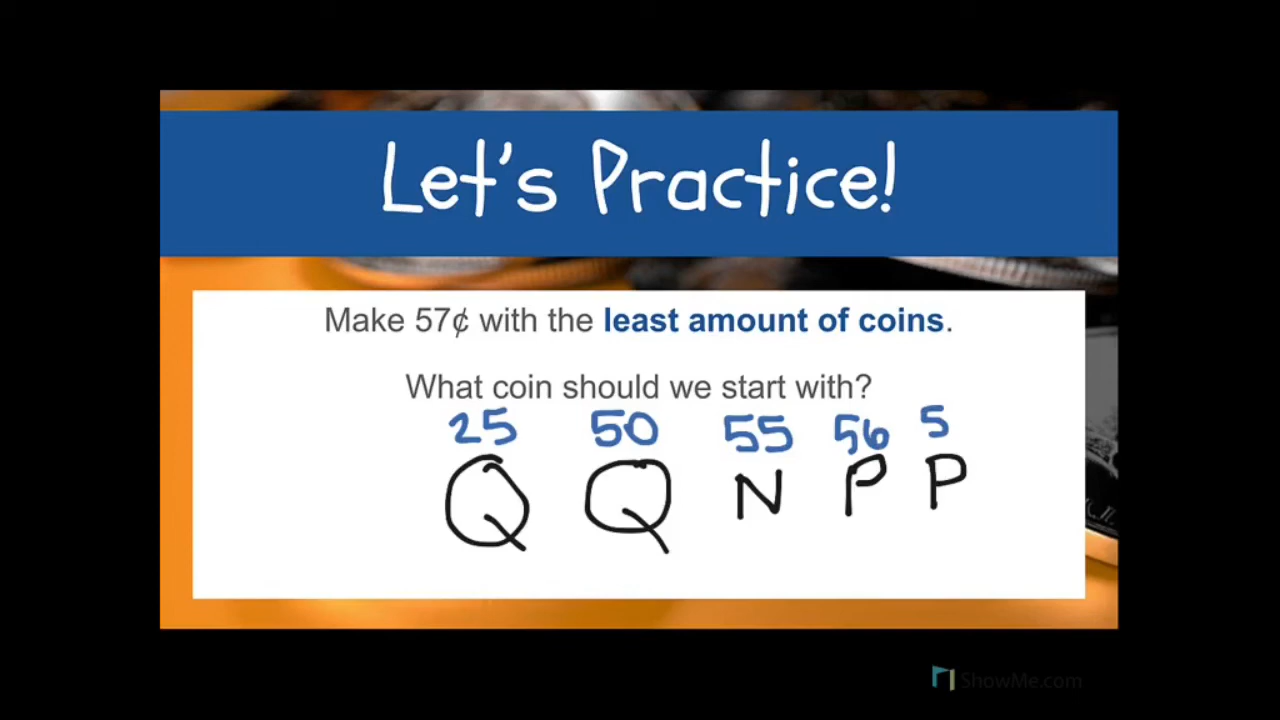 Let's Practice!
Make 57¢ with the least amount of coins.
What coin should we start with?
25 50 55 56 5
Q Q N P P
ShowMe.com